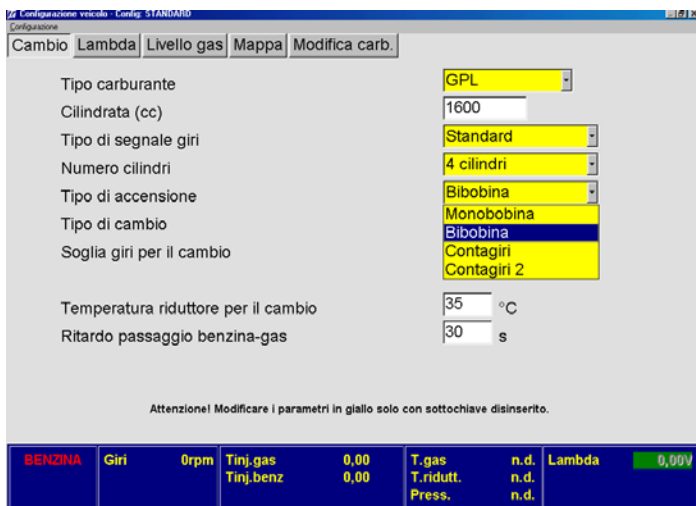 Configurazione veicolo - Config: STANDARD
Configurazione
Cambio Lambda Livello gas Mappa Modifica carb.
Tipo carburante GPL
Cilindrata (cc) 1600
Tipo di segnale giri Standard
Numero cilindri 4 cilindri
Tipo di accensione Bibobina
Monobobina
Tipo di cambio Bibobina
Soglia giri per il cambio Contagiri
Contagiri 2
Temperatura riduttore per il cambio 35 °C
Ritardo passaggio benzina-gas 30 s
Attenzione! Modificare i parametri in giallo solo con sottochiave disinserito.
BENZINA Giri 0rpm Tinj.gas 0,00 T.gas n.d. Lambda 0,00V
Tinj.benz 0,00 T.ridutt. n.d.
Press. n.d.